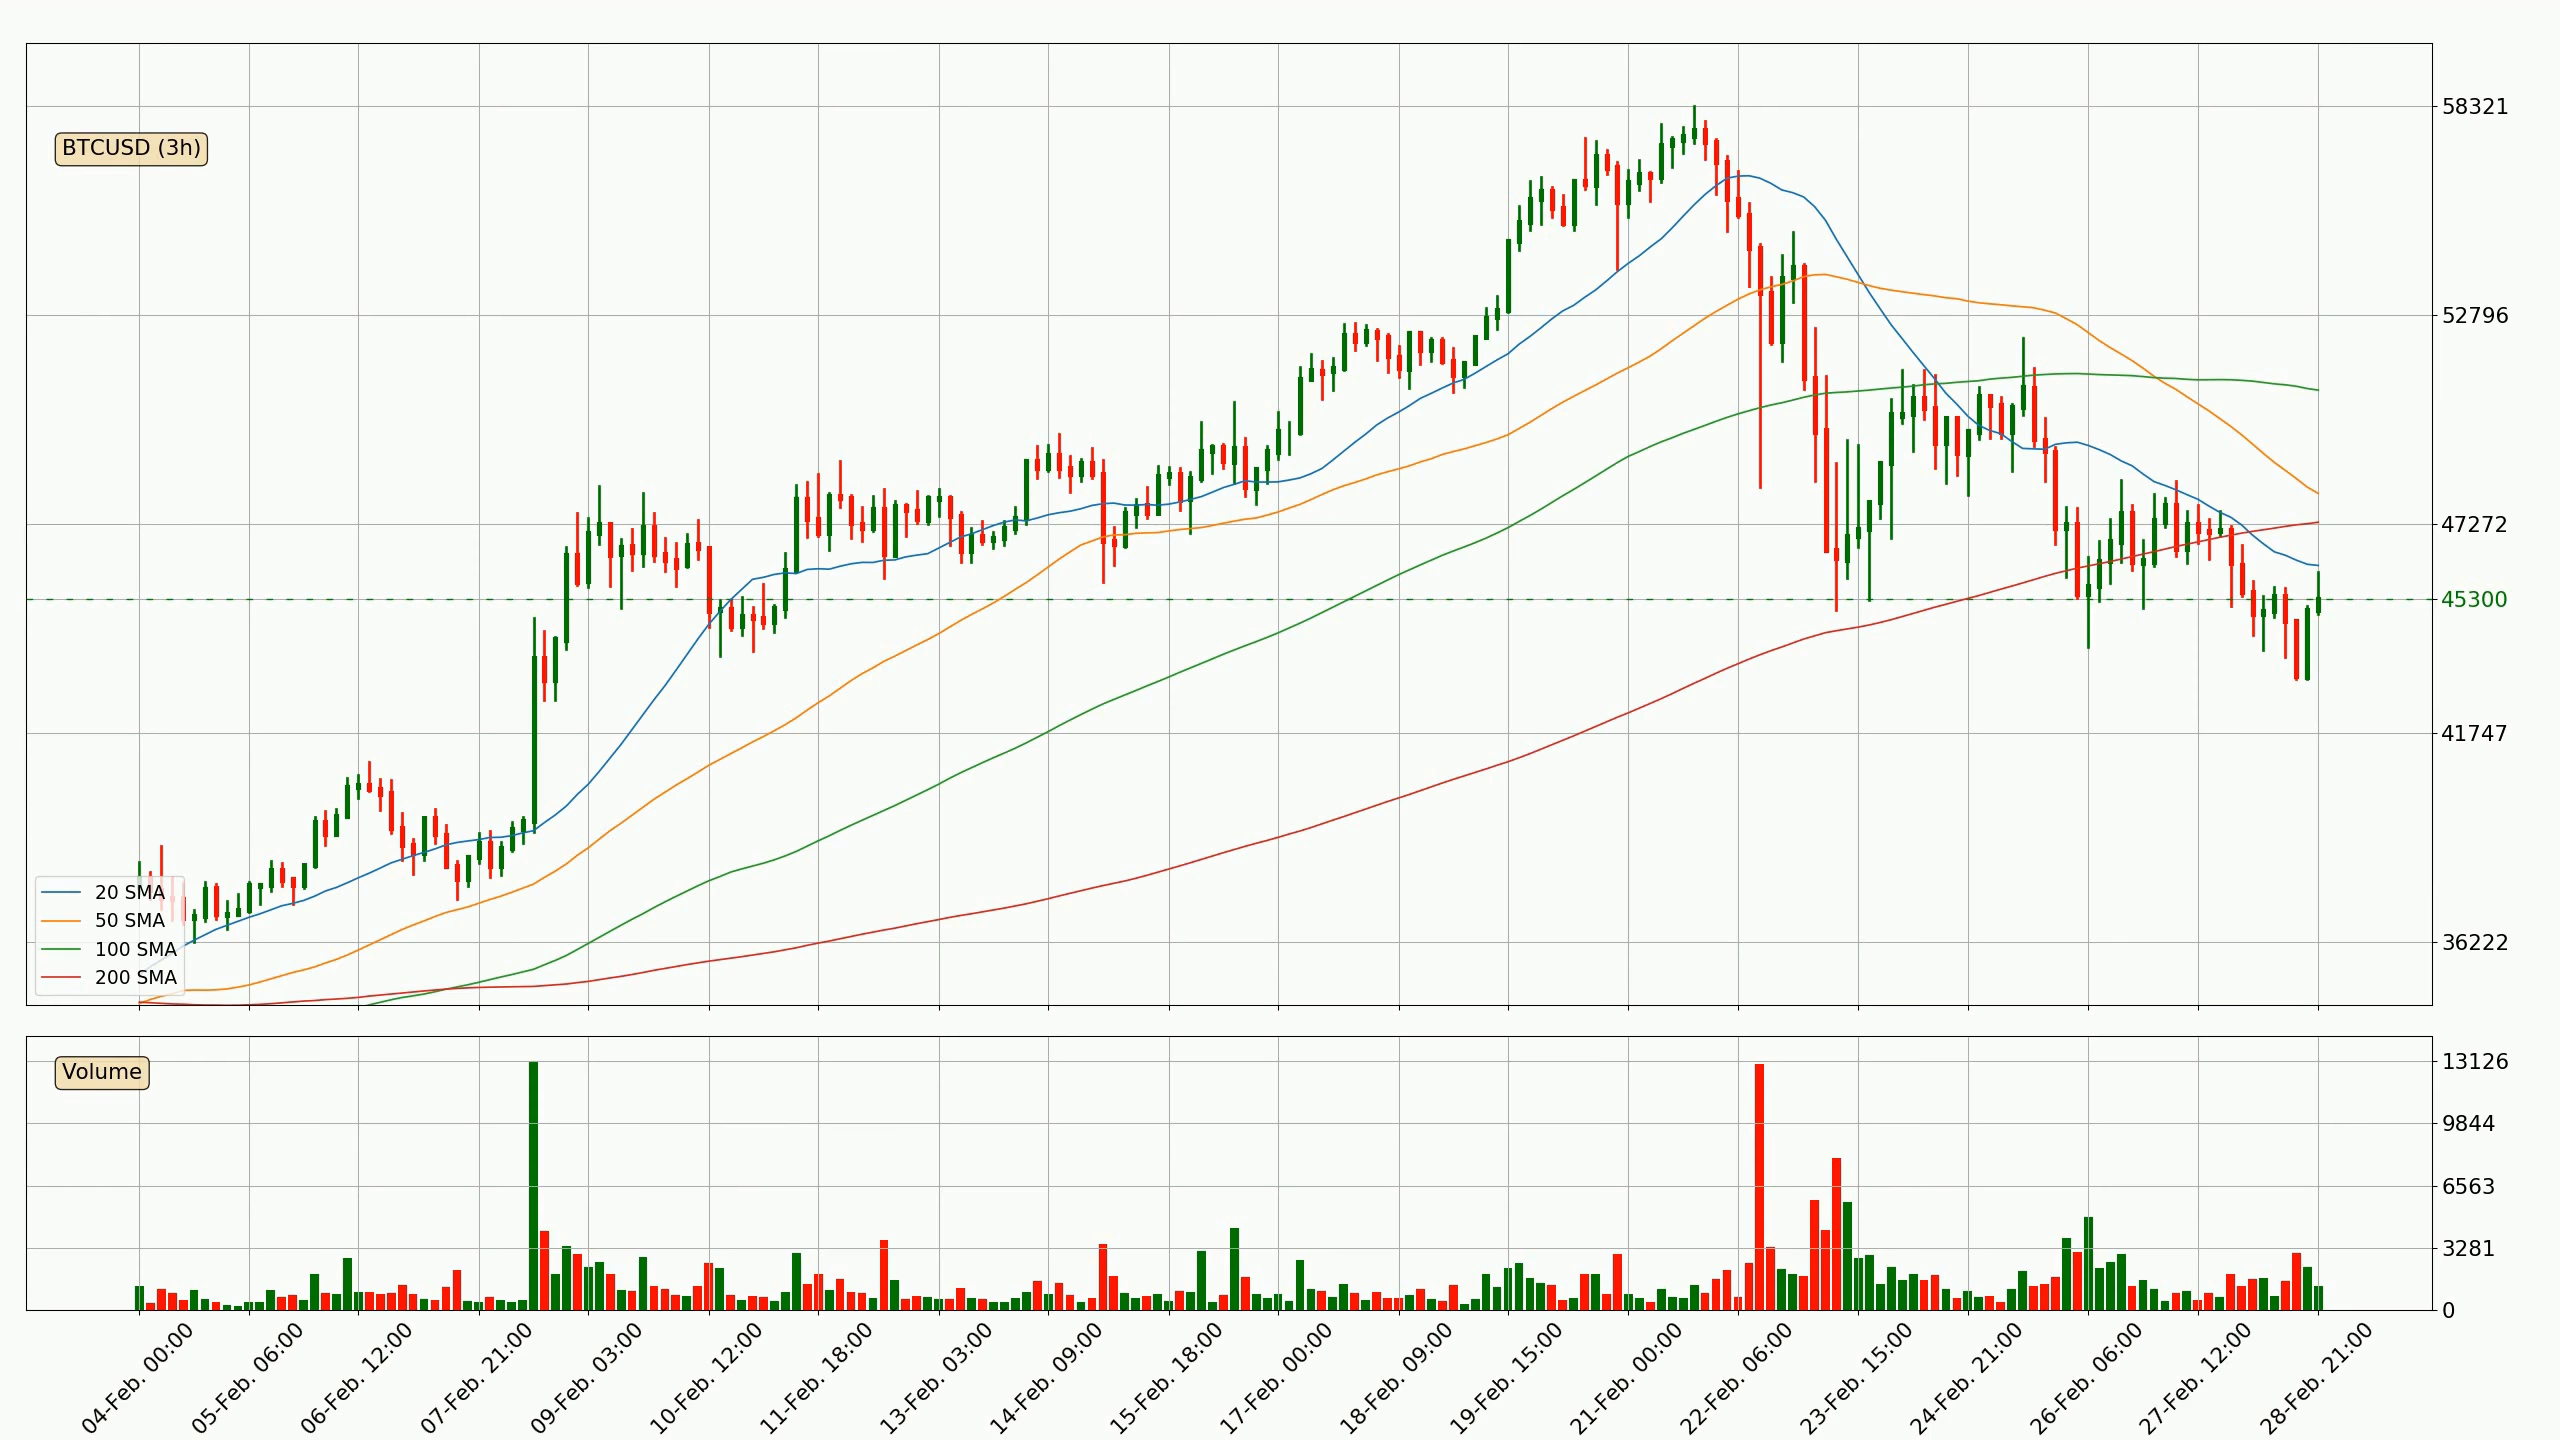 BTCUSD (3h)
58321
52796
47272
45300
41747
36222
20 SMA
50 SMA
100 SMA
200 SMA
Volume
13126
9844
6563
3281
0
04-Feb. 00:00
05-Feb. 06:00
06-Feb. 12:00
07-Feb. 21:00
09-Feb. 03:00
10-Feb. 12:00
11-Feb. 18:00
13-Feb. 03:00
14-Feb. 09:00
15-Feb. 18:00
17-Feb. 00:00
18-Feb. 09:00
19-Feb. 15:00
21-Feb. 00:00
22-Feb. 06:00
23-Feb. 15:00
24-Feb. 21:00
26-Feb. 06:00
27-Feb. 12:00
28-Feb. 21:00